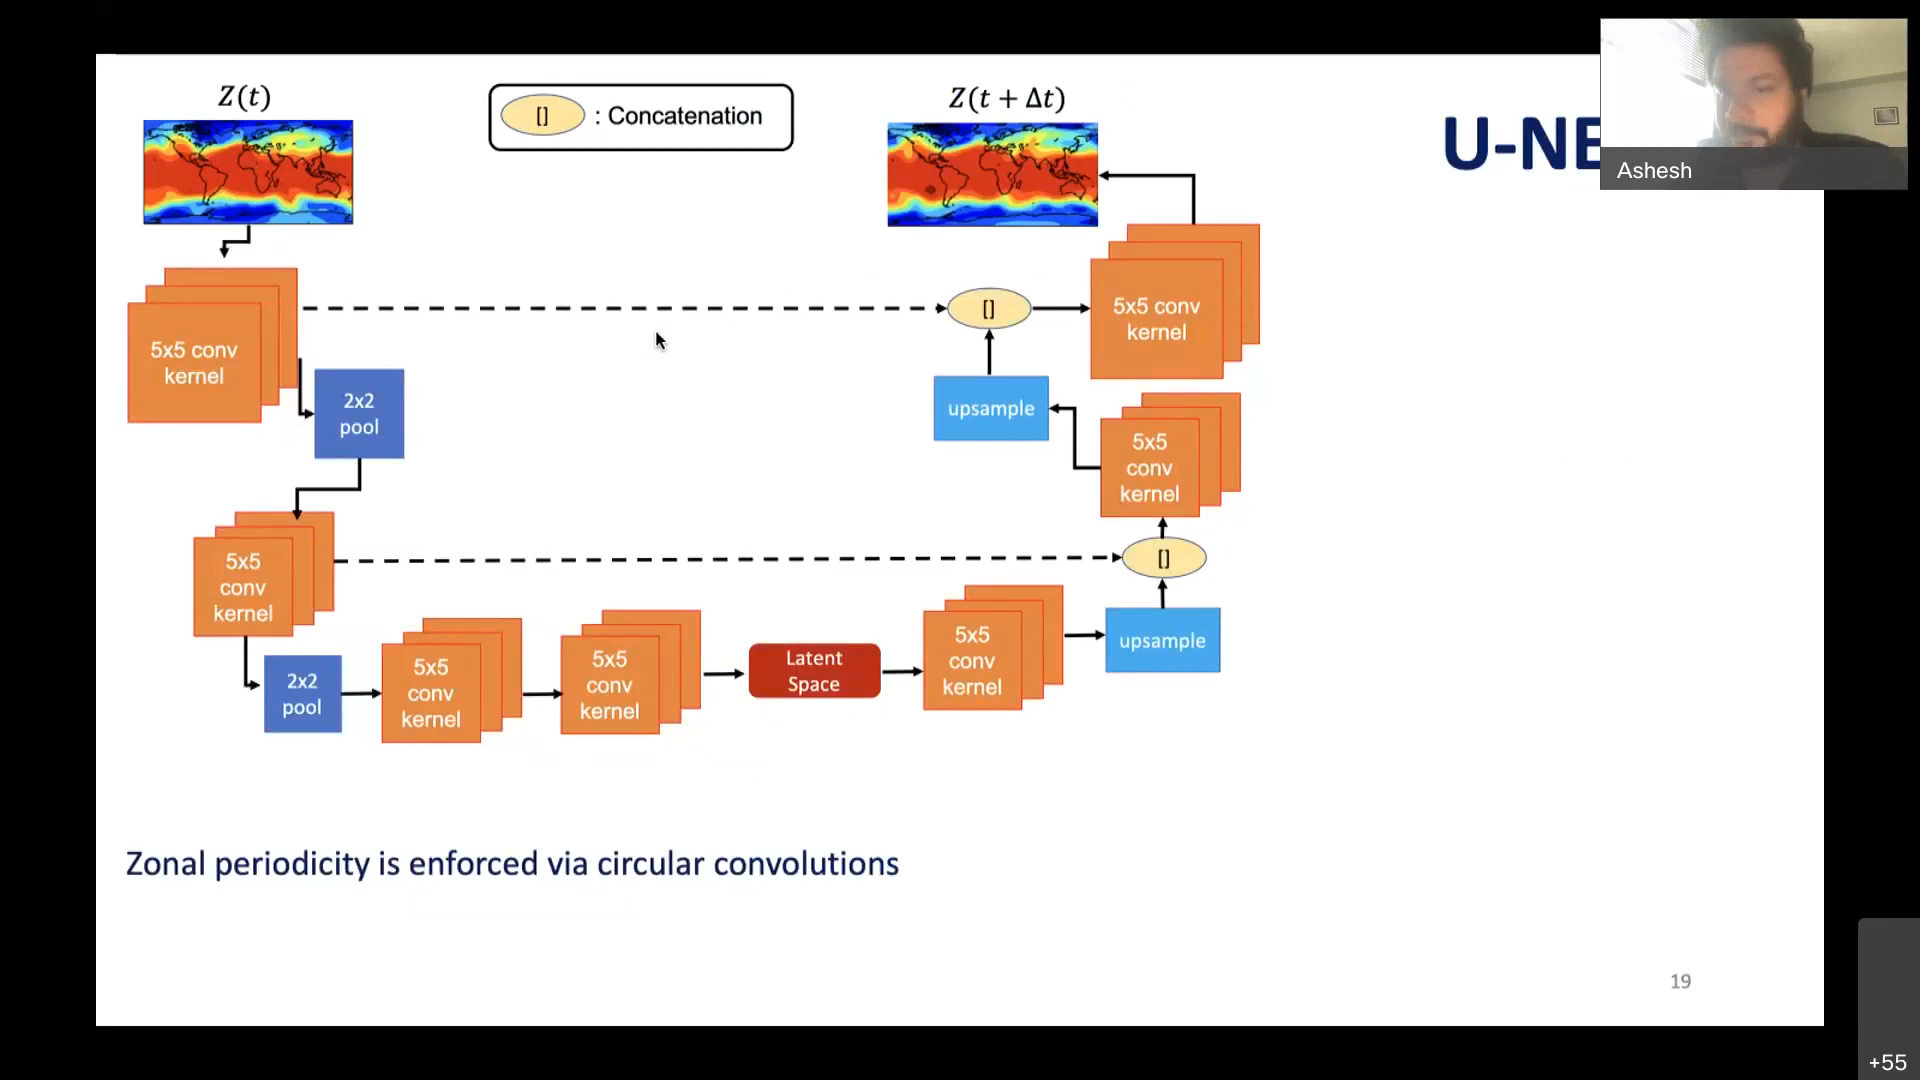 Z(t)
[] : Concatenation
Z(t + Δt)
U-NE
Ashesh
5x5 conv
kernel
2x2
pool
[]
5x5 conv
kernel
upsample
5x5
conv
kernel
5x5
conv
kernel
[]
2x2
pool
5x5
conv
kernel
5x5
conv
kernel
Latent
Space
5x5
conv
kernel
upsample
Zonal periodicity is enforced via circular convolutions
19
+55